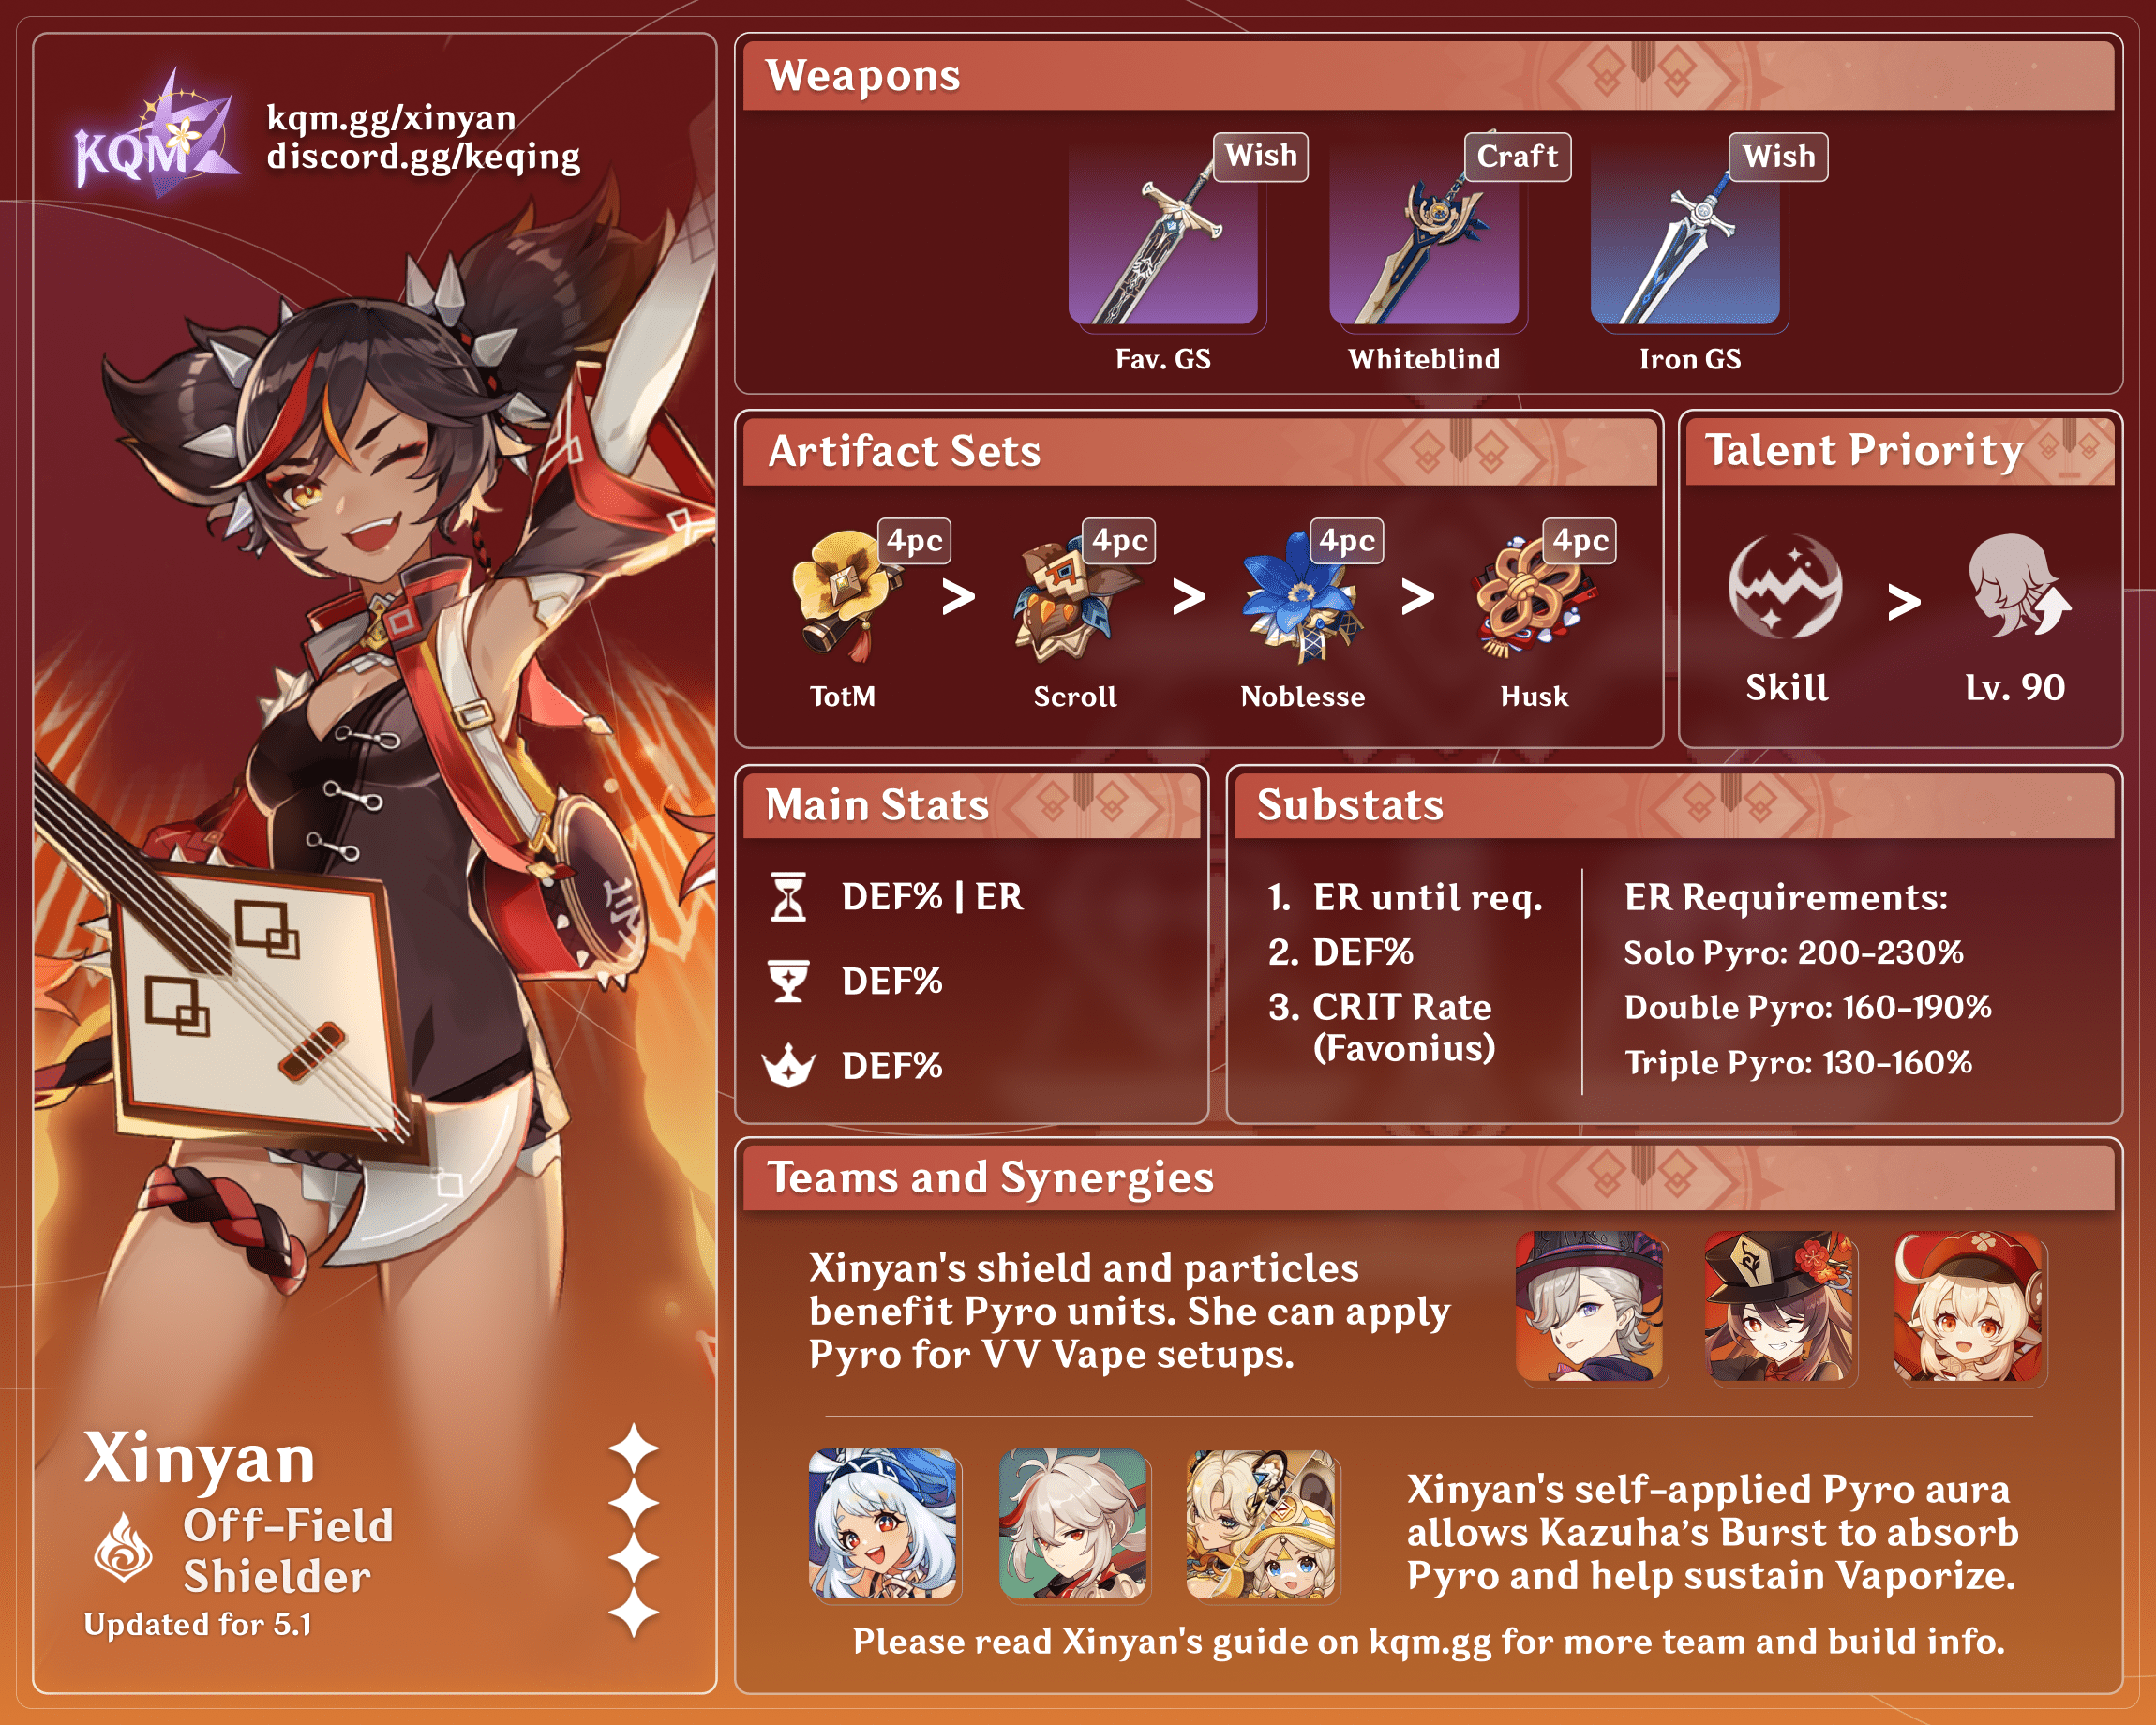 KQM
kqm.gg/xinyan
discord.gg/keqing
Xinyan
Off-Field
Shielder
Updated for 5.1
Weapons
Wish
Craft
Wish
Fav. GS
Whiteblind
Iron GS
Artifact Sets
4pc
>
4pc
>
4pc
>
4pc
TotM
Scroll
Noblesse
Husk
Talent Priority
>
Skill
Lv. 90
Main Stats
DEF% | ER
DEF%
DEF%
Substats
1. ER until req.
2. DEF%
3. CRIT Rate
(Favonius)
ER Requirements:
Solo Pyro: 200-230%
Double Pyro: 160-190%
Triple Pyro: 130-160%
Teams and Synergies
Xinyan's shield and particles
benefit Pyro units. She can apply
Pyro for VV Vape setups.
Xinyan's self-applied Pyro aura
allows Kazuha’s Burst to absorb
Pyro and help sustain Vaporize.
Please read Xinyan's guide on kqm.gg for more team and build info.